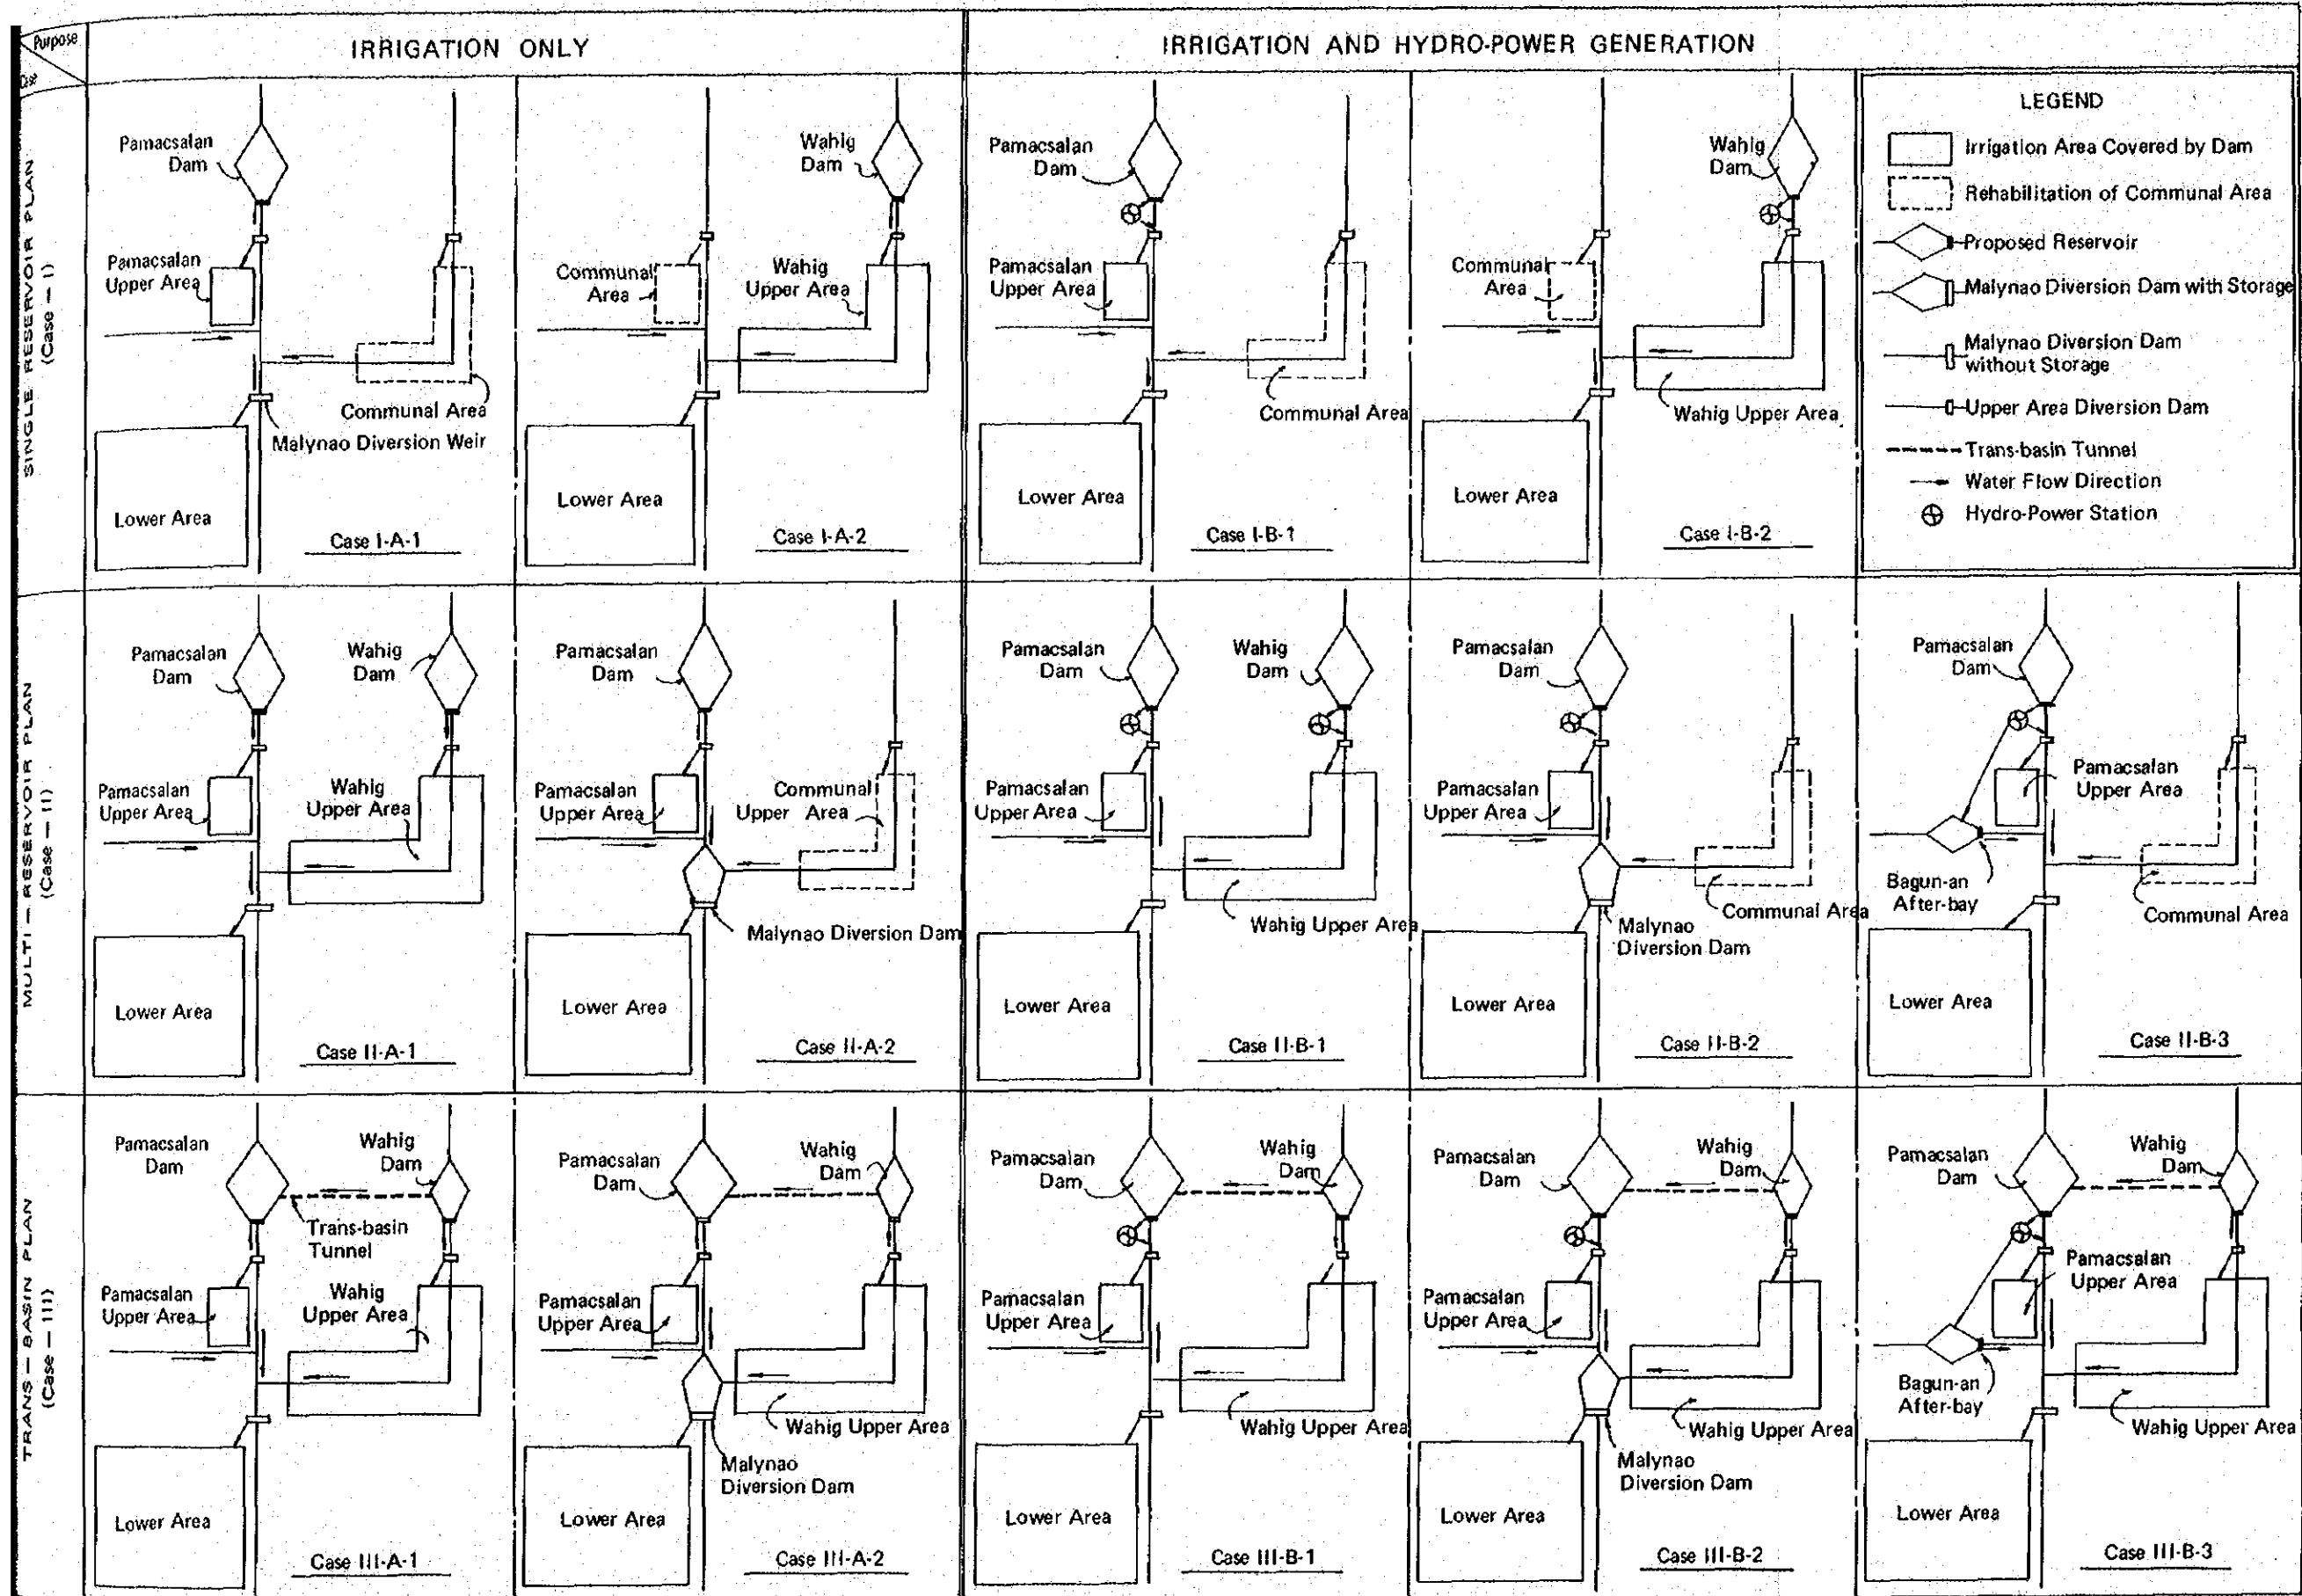 Purpose
IRRIGATION ONLY
IRRIGATION AND HYDRO-POWER GENERATION
SINGLE RESERVOIR PLAN
(Case – I)
Pamacsalan
Dam
Pamacsalan
Upper Area
Communal Area
Malynao Diversion Weir
Lower Area
Case I-A-1
Wahig
Dam
Communal
Area
Wahig
Upper Area
Lower Area
Case I-A-2
Pamacsalan
Dam
Pamacsalan
Upper Area
Communal Area
Lower Area
Case I-B-1
Wahig
Dam
Communal
Area
Wahig Upper Area
Lower Area
Case I-B-2
LEGEND
Irrigation Area Covered by Dam
Rehabilitation of Communal Area
Proposed Reservoir
Malynao Diversion Dam with Storage
Malynao Diversion Dam
without Storage
Upper Area Diversion Dam
Trans-basin Tunnel
Water Flow Direction
Hydro-Power Station
MULTI – RESERVOIR PLAN
(Case – II)
Pamacsalan
Dam
Wahig
Dam
Pamacsalan
Upper Area
Wahig
Upper Area
Lower Area
Case II-A-1
Pamacsalan
Dam
Pamacsalan
Upper Area
Communal
Upper Area
Malynao Diversion Dam
Lower Area
Case II-A-2
Pamacsalan
Dam
Wahig
Dam
Pamacsalan
Upper Area
Wahig Upper Area
Lower Area
Case II-B-1
Pamacsalan
Dam
Pamacsalan
Upper Area
Communal Area
Malynao
Diversion Dam
Lower Area
Case II-B-2
Pamacsalan
Dam
Pamacsalan
Upper Area
Bagun-an
After-bay
Communal Area
Lower Area
Case II-B-3
TRANS – BASIN PLAN
(Case – III)
Pamacsalan
Dam
Wahig
Dam
Trans-basin
Tunnel
Pamacsalan
Upper Area
Wahig
Upper Area
Lower Area
Case III-A-1
Pamacsalan
Dam
Wahig
Dam
Pamacsalan
Upper Area
Wahig Upper Area
Malynao
Diversion Dam
Lower Area
Case III-A-2
Pamacsalan
Dam
Wahig
Dam
Pamacsalan
Upper Area
Wahig Upper Area
Lower Area
Case III-B-1
Pamacsalan
Dam
Wahig
Dam
Pamacsalan
Upper Area
Wahig Upper Area
Malynao
Diversion Dam
Lower Area
Case III-B-2
Pamacsalan
Dam
Wahig
Dam
Pamacsalan
Upper Area
Bagun-an
After-bay
Wahig Upper Area
Lower Area
Case III-B-3